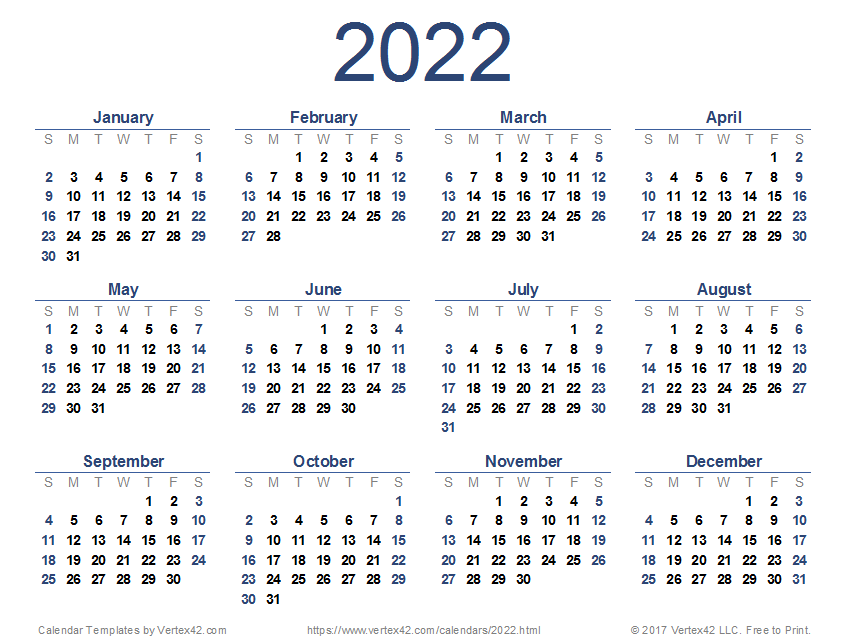 2022
January February March April
S M T W T F S S M T W T F S S M T W T F S S M T W T F S
1 1 2 3 4 5 1 2 3 4 5 1 2
2 3 4 5 6 7 8 6 7 8 9 10 11 12 6 7 8 9 10 11 12 3 4 5 6 7 8 9
9 10 11 12 13 14 15 13 14 15 16 17 18 19 13 14 15 16 17 18 19 10 11 12 13 14 15 16
16 17 18 19 20 21 22 20 21 22 23 24 25 26 20 21 22 23 24 25 26 17 18 19 20 21 22 23
23 24 25 26 27 28 29 27 28 27 28 29 30 31 24 25 26 27 28 29 30
30 31
May June July August
S M T W T F S S M T W T F S S M T W T F S S M T W T F S
1 2 3 4 5 6 7 1 2 3 4 1 2 1 2 3 4 5 6
8 9 10 11 12 13 14 5 6 7 8 9 10 11 3 4 5 6 7 8 9 7 8 9 10 11 12 13
15 16 17 18 19 20 21 12 13 14 15 16 17 18 10 11 12 13 14 15 16 14 15 16 17 18 19 20
22 23 24 25 26 27 28 19 20 21 22 23 24 25 17 18 19 20 21 22 23 21 22 23 24 25 26 27
29 30 31 26 27 28 29 30 24 25 26 27 28 29 30 28 29 30 31
31
September October November December
S M T W T F S S M T W T F S S M T W T F S S M T W T F S
1 2 3 1 1 2 3 4 5 1 2 3
4 5 6 7 8 9 10 2 3 4 5 6 7 8 6 7 8 9 10 11 12 4 5 6 7 8 9 10
11 12 13 14 15 16 17 9 10 11 12 13 14 15 13 14 15 16 17 18 19 11 12 13 14 15 16 17
18 19 20 21 22 23 24 16 17 18 19 20 21 22 20 21 22 23 24 25 26 18 19 20 21 22 23 24
25 26 27 28 29 30 23 24 25 26 27 28 29 27 28 29 30 25 26 27 28 29 30 31
30 31
Calendar Templates by Vertex42.com https://www.vertex42.com/calendars/2022.html © 2017 Vertex42 LLC. Free to Print.